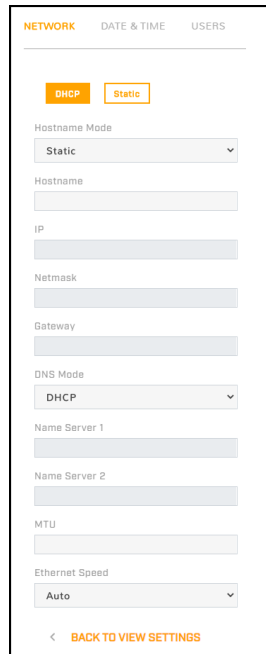 NETWORK DATE & TIME USERS
DHCP Static
Hostname Mode
Static
Hostname
IP
Netmask
Gateway
DNS Mode
DHCP
Name Server 1
Name Server 2
MTU
Ethernet Speed
Auto
< BACK TO VIEW SETTINGS